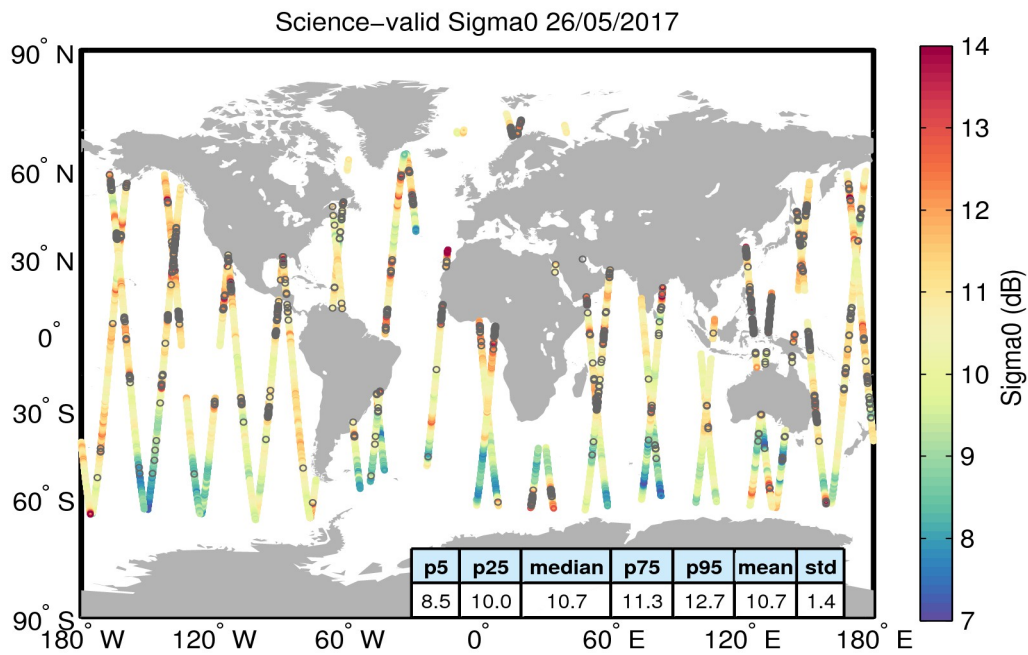 Science−valid Sigma0 26/05/2017
90° N
60° N
30° N
0°
30° S
60° S
90° S
180° W
120° W
60° W
0°
60° E
120° E
180° E
p5 p25 median p75 p95 mean std
8.5 10.0 10.7 11.3 12.7 10.7 1.4
14
13
12
11
10
9
8
7
Sigma0 (dB)